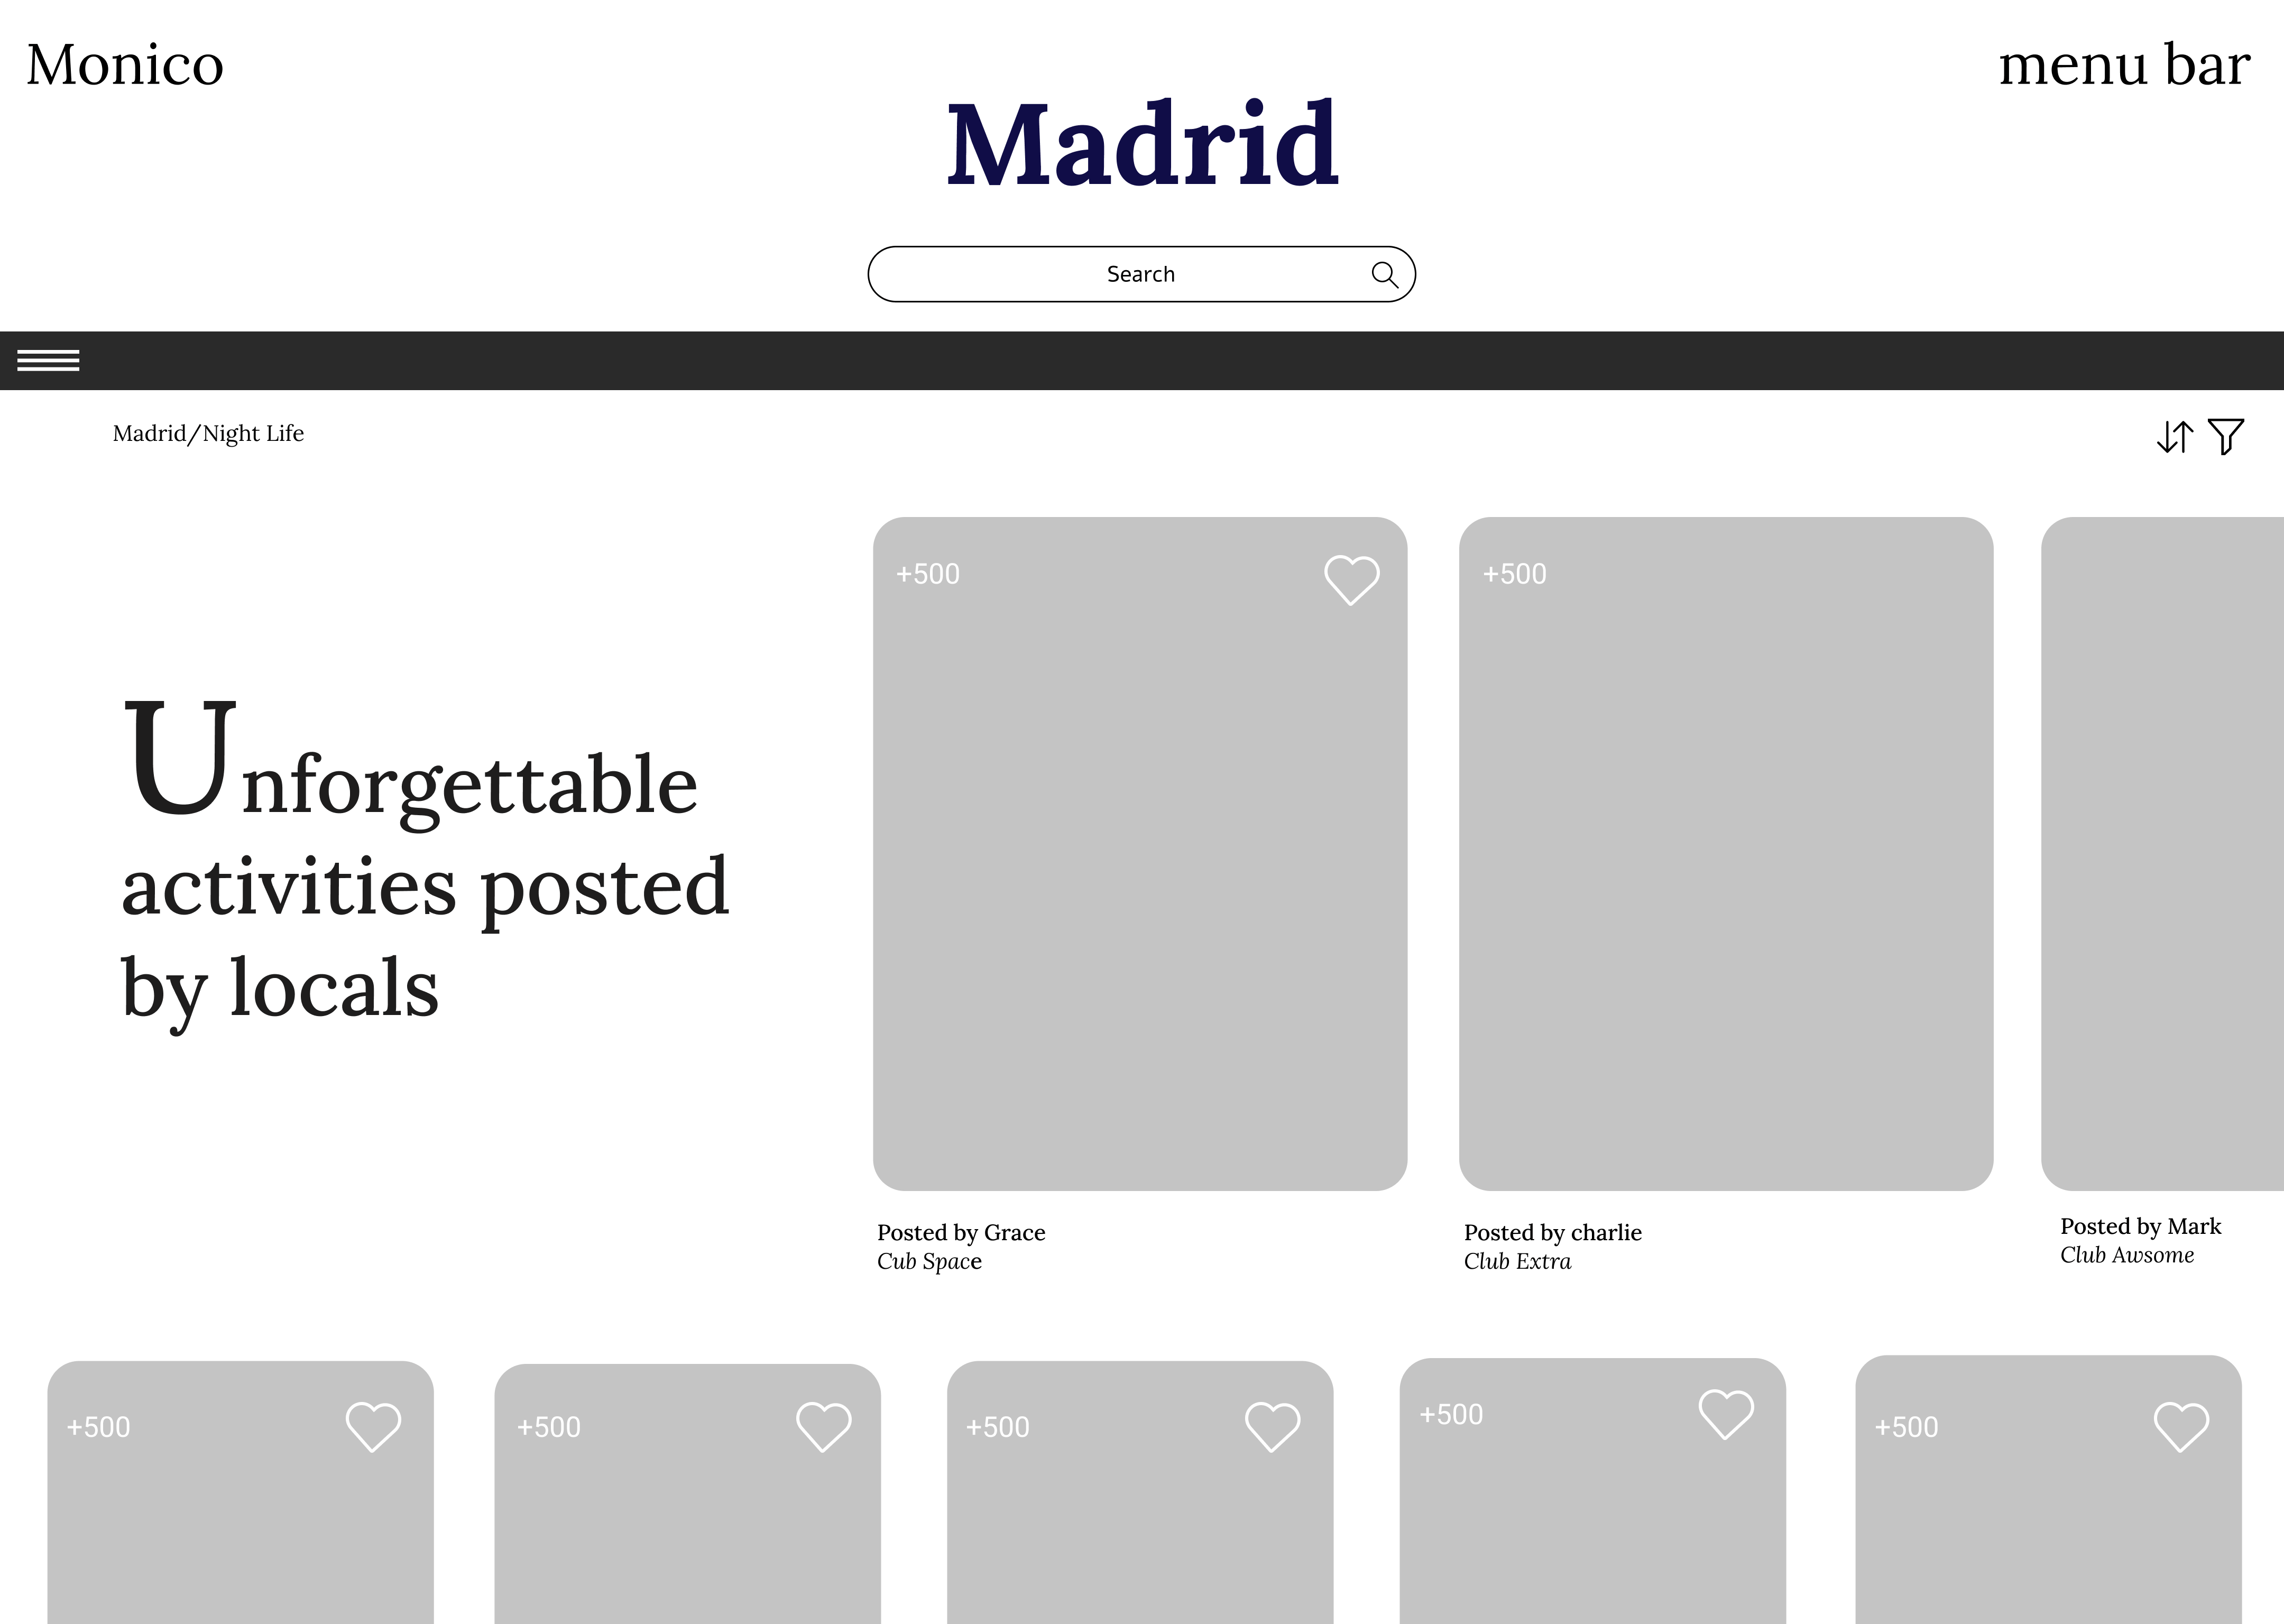 Monico
menu bar
Madrid
Search
Madrid/Night Life
+500
+500
Unforgettable
activities posted
by locals
Posted by Grace
Cub Space
Posted by charlie
Club Extra
Posted by Mark
Club Awsome
+500
+500
+500
+500
+500